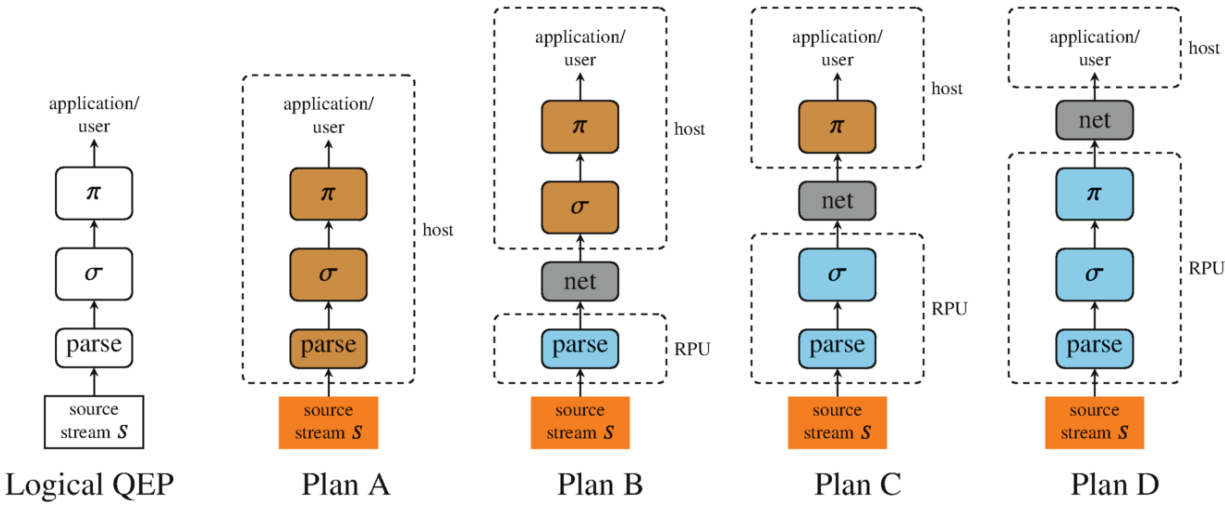 application/
user
π
σ
parse
source
stream S
Logical QEP
application/
user
π
σ
parse
host
source
stream S
Plan A
application/
user
π
σ
host
net
parse
RPU
source
stream S
Plan B
application/
user
π
host
net
σ
parse
RPU
source
stream S
Plan C
application/
user
host
net
π
σ
parse
RPU
source
stream S
Plan D